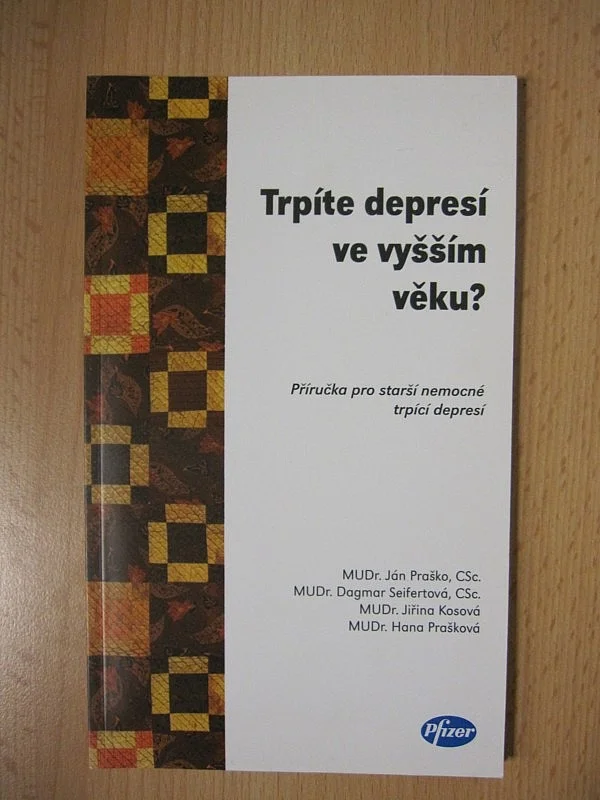 Trpíte depresí
ve vyšším
věku?
Příručka pro starší nemocné
trpící depresí
MUDr. Ján Praško, CSc.
MUDr. Dagmar Seifertová, CSc.
MUDr. Jiřina Kosová
MUDr. Hana Prašková
Pfizer